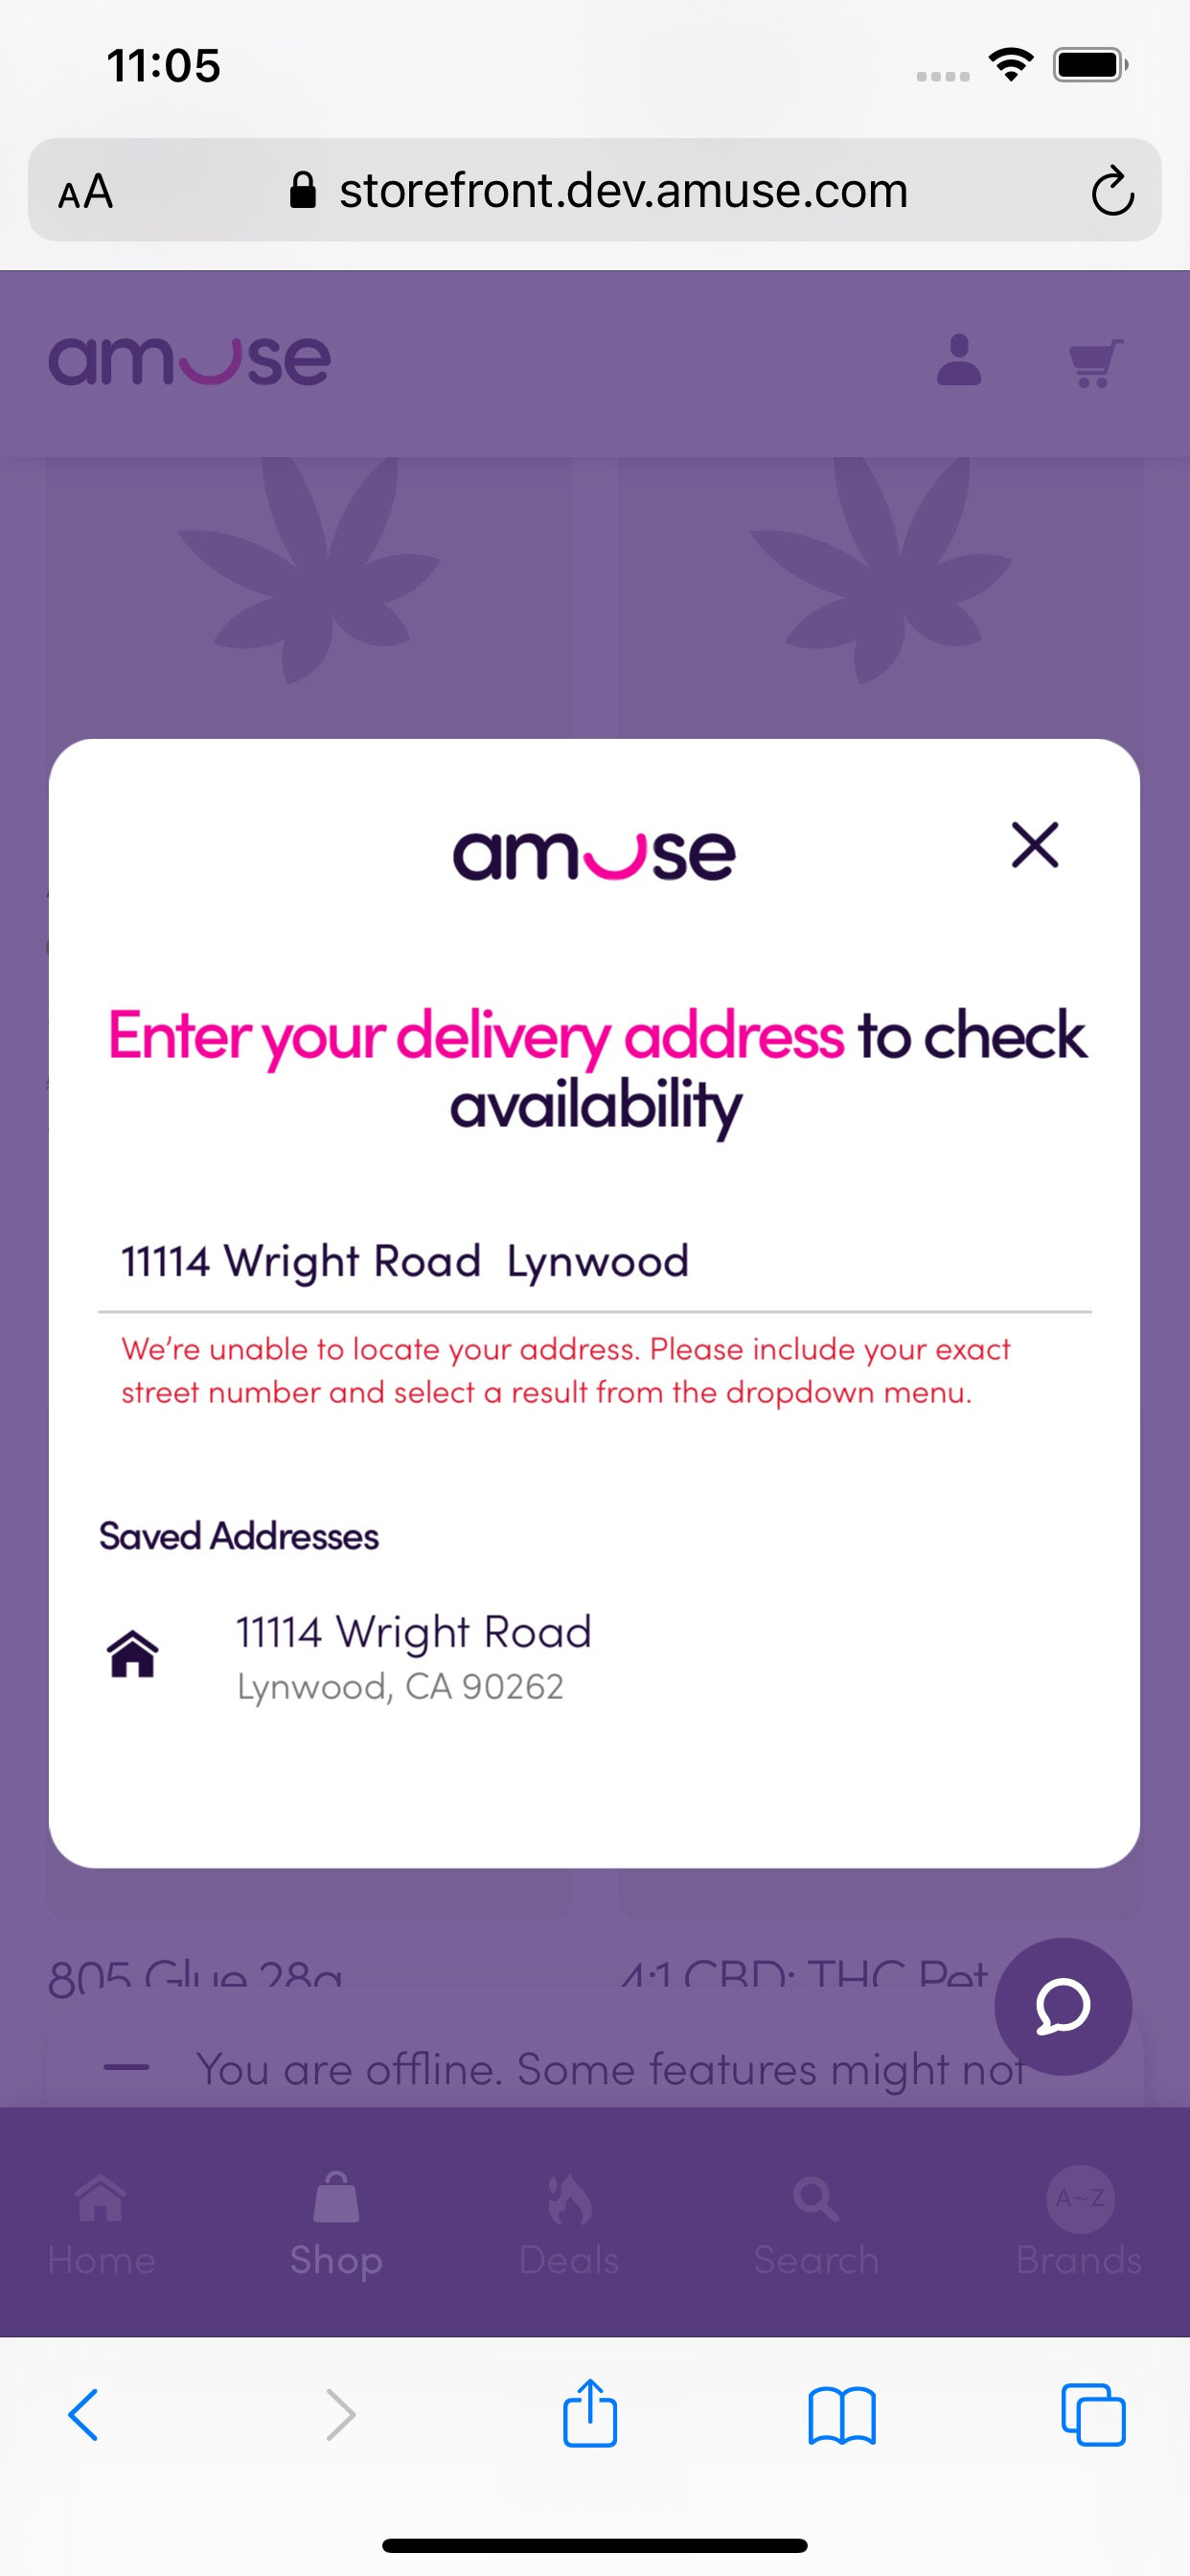 11:05
AA
storefront.dev.amuse.com
amuse
amuse
Enter your delivery address to check
availability
11114 Wright Road  Lynwood
We’re unable to locate your address. Please include your exact
street number and select a result from the dropdown menu.
Saved Addresses
11114 Wright Road
Lynwood, CA 90262
805 Glue 28g
4:1 CBD: THC Pet
You are offline. Some features might not
A~Z
Home
Shop
Deals
Search
Brands